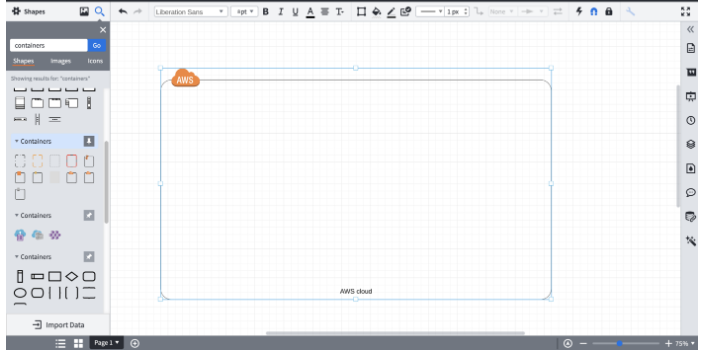 Shapes
Liberation Sans
4pt
B I U A T
1 px
None
containers
Go
Shapes Images Icons
Showing results for: "containers"
Containers
Containers
Containers
Import Data
AWS
AWS cloud
Page 1
75%